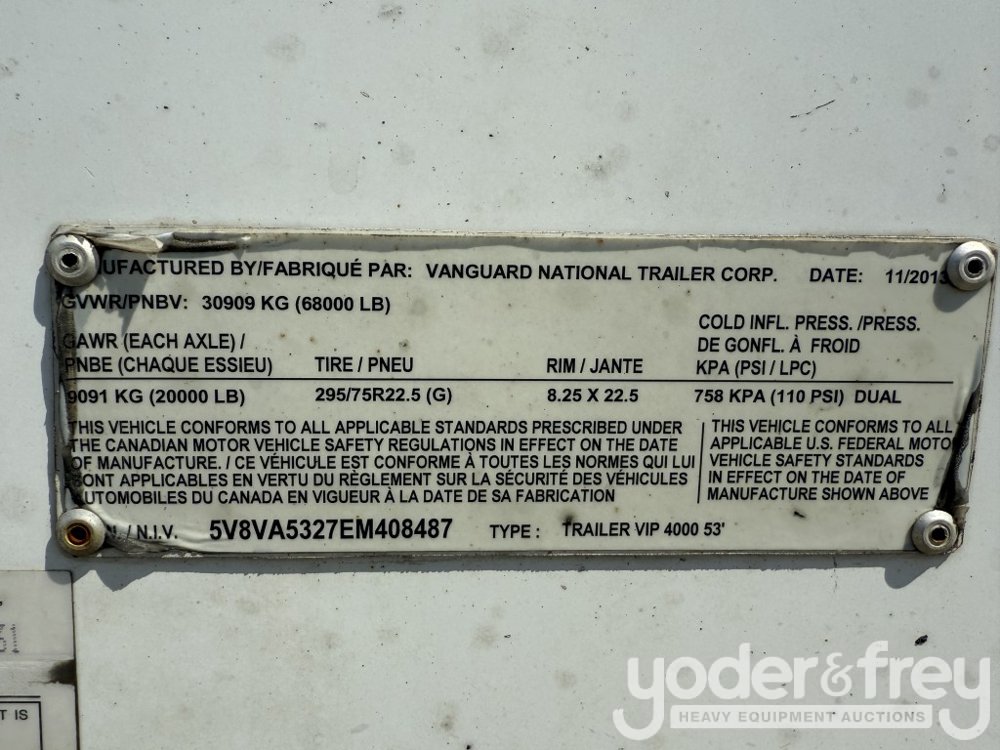 UFACTURED BY/FABRIQUÉ PAR: VANGUARD NATIONAL TRAILER CORP. DATE: 11/2013
GVWR/PNBV: 30909 KG (68000 LB)
GAWR (EACH AXLE) /
PNBE (CHAQUE ESSIEU) TIRE / PNEU RIM / JANTE
COLD INFL. PRESS. /PRESS.
DE GONFL. À FROID
KPA (PSI / LPC)
9091 KG (20000 LB) 295/75R22.5 (G) 8.25 X 22.5 758 KPA (110 PSI) DUAL
THIS VEHICLE CONFORMS TO ALL APPLICABLE STANDARDS PRESCRIBED UNDER
THE CANADIAN MOTOR VEHICLE SAFETY REGULATIONS IN EFFECT ON THE DATE
OF MANUFACTURE. / CE VÉHICULE EST CONFORME À TOUTES LES NORMES QUI LUI
SONT APPLICABLES EN VERTU DU RÈGLEMENT SUR LA SÉCURITÉ DES VÉHICULES
AUTOMOBILES DU CANADA EN VIGUEUR À LA DATE DE SA FABRICATION
THIS VEHICLE CONFORMS TO ALL
APPLICABLE U.S. FEDERAL MOTO
VEHICLE SAFETY STANDARDS
IN EFFECT ON THE DATE OF
MANUFACTURE SHOWN ABOVE
N. / N.I.V. 5V8VA5327EM408487 TYPE : TRAILER VIP 4000 53'
T IS
yoder&frey
HEAVY EQUIPMENT AUCTIONS